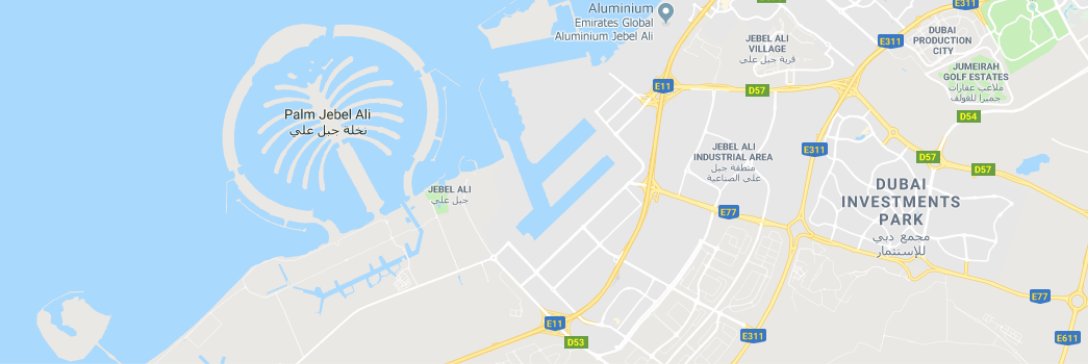 Aluminium
Emirates Global
Aluminium Jebel Ali
E311
JEBEL ALI
VILLAGE
قرية جبل علي
E311
DUBAI
PRODUCTION
CITY
JUMEIRAH
GOLF ESTATES
ملاعب عقارات
جميرا للغولف
E11
D57
D54
Palm Jebel Ali
نخلة جبل علي
JEBEL ALI
INDUSTRIAL AREA
منطقة جبل
علي الصناعية
E311
D57
D57
JEBEL ALI
جبل علي
E77
DUBAI
INVESTMENTS
PARK
مجمع دبي
للإستثمار
E77
E11
D53
E311
E611